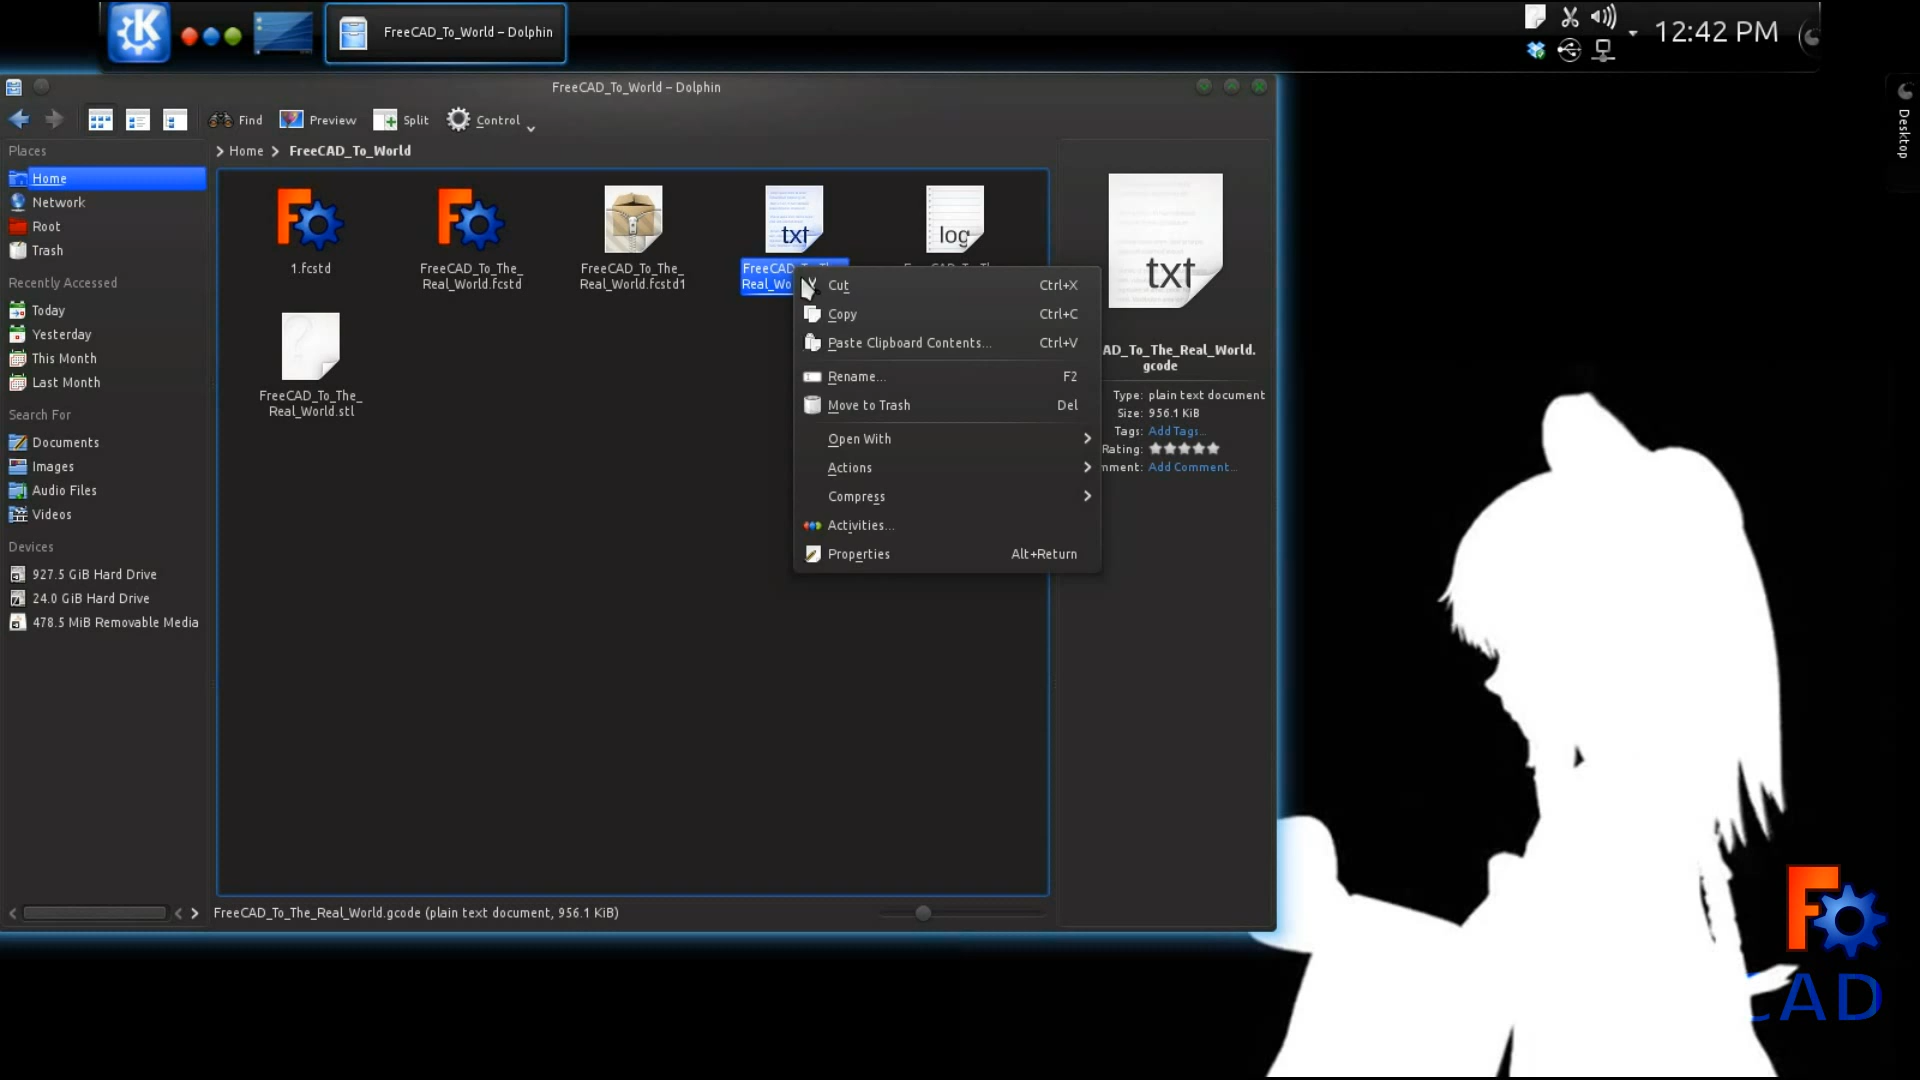 FreeCAD_To_World – Dolphin
12:42 PM
FreeCAD_To_World – Dolphin
Desktop
Find
Preview
Split
Control
Places
Home
Network
Root
Trash
Recently Accessed
Today
Yesterday
This Month
Last Month
Search For
Documents
Images
Audio Files
Videos
Devices
927.5 GiB Hard Drive
24.0 GiB Hard Drive
478.5 MiB Removable Media
Home > FreeCAD_To_World
1.fcstd
FreeCAD_To_The_
Real_World.fcstd
FreeCAD_To_The_
Real_World.fcstd1
txt
log
FreeCAD_To_The_
Real_World.stl
Cut Ctrl+X
Copy Ctrl+C
Paste Clipboard Contents... Ctrl+V
Rename... F2
Move to Trash Del
Open With
Actions
Compress
Activities...
Properties Alt+Return
txt
AD_To_The_Real_World.
gcode
Type: plain text document
Size: 956.1 KiB
Tags: Add Tags...
Rating:
mment: Add Comment...
FreeCAD_To_The_Real_World.gcode (plain text document, 956.1 KiB)
AD